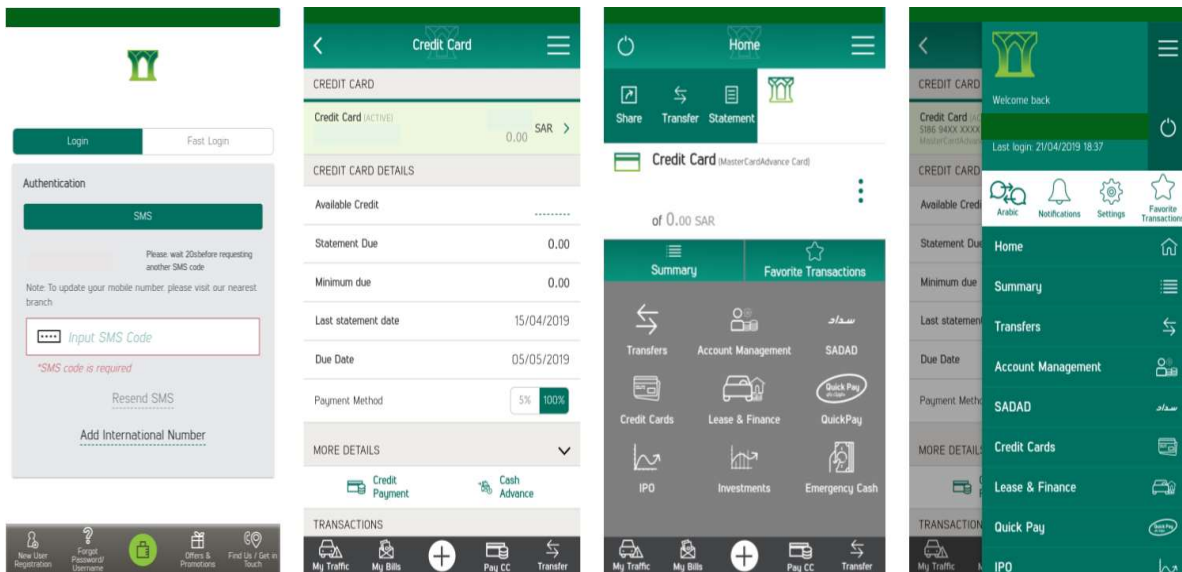 Login
Fast Login
Authentication
SMS
Please, wait 20sbefore requesting
another SMS code
Note: To update your mobile number, please visit our nearest
branch
Input SMS Code
*SMS code is required
Resend SMS
Add International Number
New User
Registration
Forgot
Password/
Username
Offers &
Promotions
Find Us / Get in
Touch
Credit Card
CREDIT CARD
Credit Card (ACTIVE)
0.00 SAR
CREDIT CARD DETAILS
Available Credit
Statement Due 0.00
Minimum due 0.00
Last statement date 15/04/2019
Due Date 05/05/2019
Payment Method 5% 100%
MORE DETAILS
Credit
Payment
Cash
Advance
TRANSACTIONS
My Traffic
My Bills
Pay CC
Transfer
Home
Share
Transfer
Statement
Credit Card (MasterCardAdvance Card)
of 0.00 SAR
Summary
Favorite Transactions
Transfers
Account Management
سداد
SADAD
Credit Cards
Lease & Finance
Quick Pay
QuickPay
IPO
Investments
Emergency Cash
My Traffic
My Bills
Pay CC
Transfer
CREDIT CARD
Credit Card
5186 94XX XXXX
CREDIT CARD
Available Credi
Statement Due
Minimum due
Last statemen
Due Date
Payment Metho
MORE DETAIL
TRANSACTION
My Traffic
Welcome back
Last login: 21/04/2019 18:37
Arabic
Notifications
Settings
Favorite
Transactions
Home
Summary
Transfers
Account Management
SADAD
سداد
Credit Cards
Lease & Finance
Quick Pay
Quick Pay
IPO